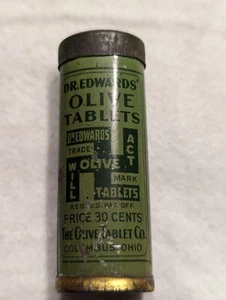 DR. EDWARDS'
OLIVE
TABLETS
DR EDWARDS'
TRADE
ACT
WILL
OLIVE
MARK
TABLETS
REG. U.S. PAT. OFF.
PRICE 30 CENTS
THE OLIVE TABLET CO.
COLUMBUS, OHIO